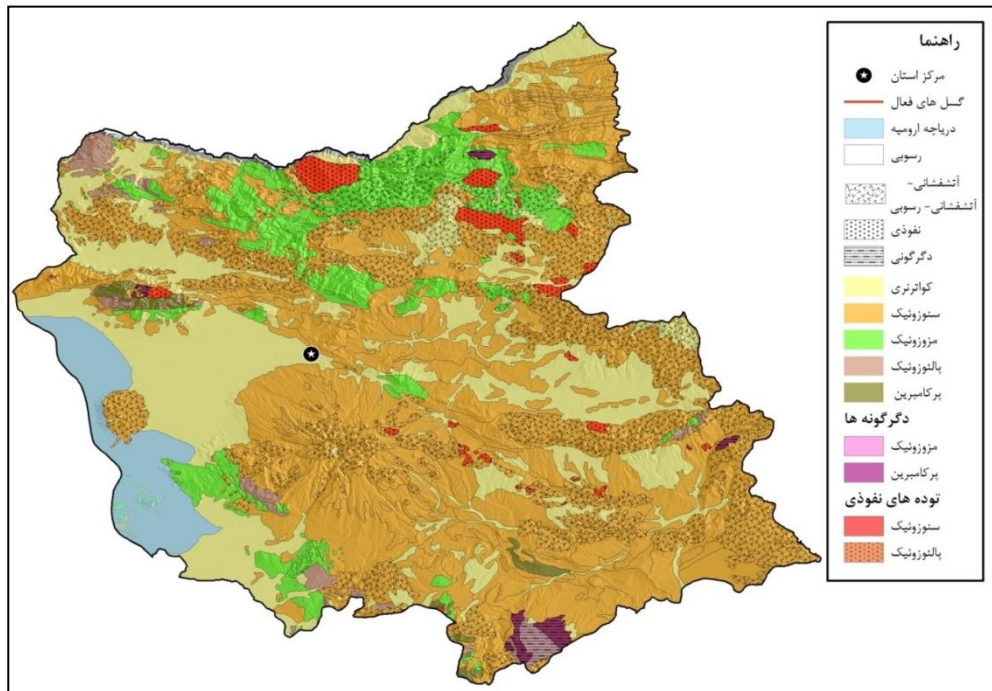 راهنما
مرکز استان
گسل های فعال
دریاچه ارومیه
رسوبی
آتشفشانی-
آتشفشانی- رسوبی
نفوذی
دگرگونی
کواترنری
سنوزوئیک
مزوزوئیک
پالئوزوئیک
پرکامبرین
دگرگونه ها
مزوزوئیک
پرکامبرین
توده های نفوذی
سنوزوئیک
پالئوزوئیک